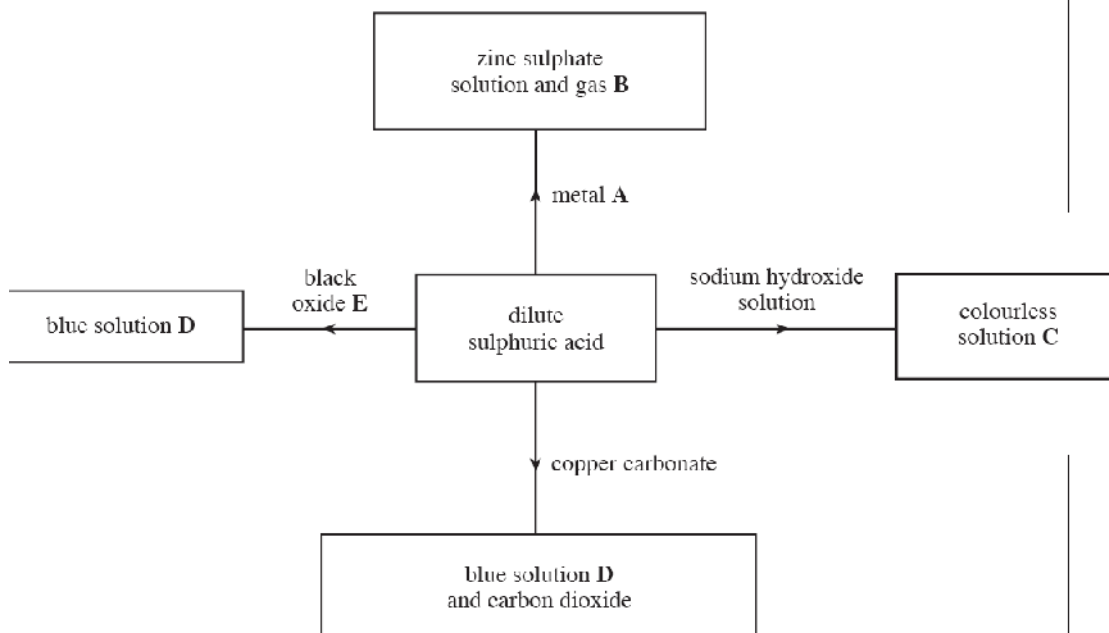 zinc sulphate
solution and gas B
metal A
black
oxide E
sodium hydroxide
solution
blue solution D
dilute
sulphuric acid
colourless
solution C
copper carbonate
blue solution D
and carbon dioxide